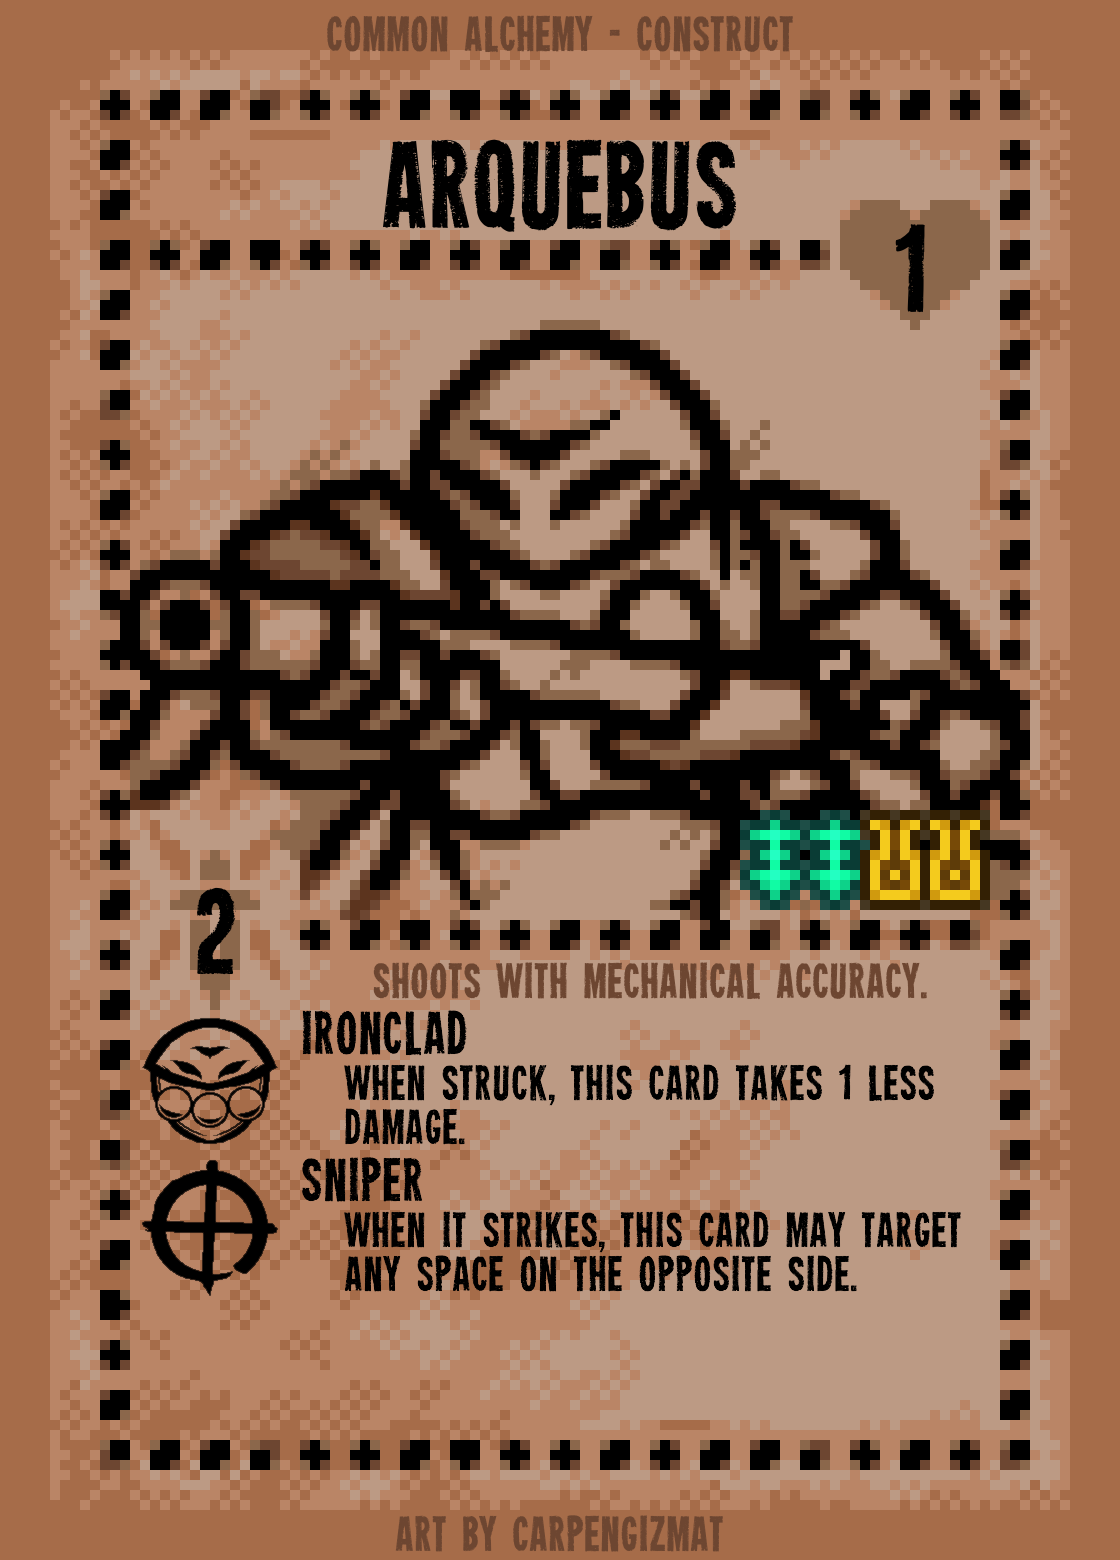 COMMON ALCHEMY - CONSTRUCT
ARQUEBUS
1
2
SHOOTS WITH MECHANICAL ACCURACY.
IRONCLAD
WHEN STRUCK, THIS CARD TAKES 1 LESS
DAMAGE.
SNIPER
WHEN IT STRIKES, THIS CARD MAY TARGET
ANY SPACE ON THE OPPOSITE SIDE.
ART BY CARPENGIZMAT